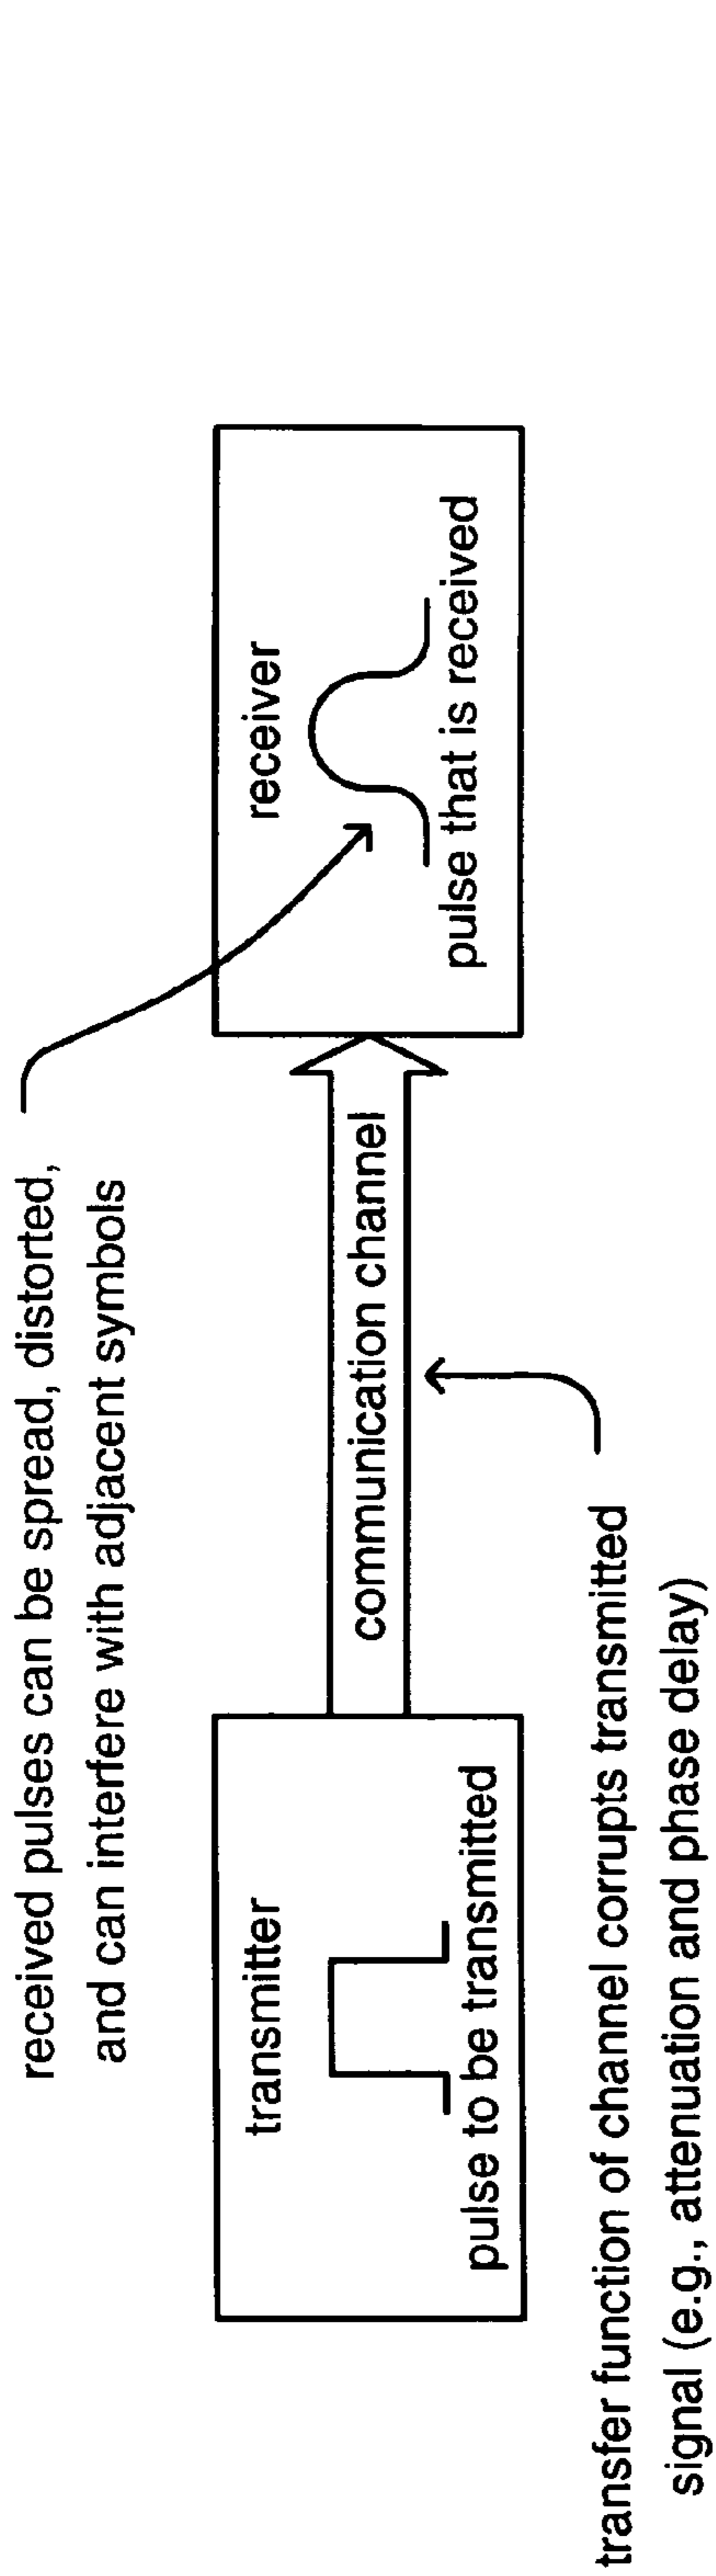 received pulses can be spread, distorted,
and can interfere with adjacent symbols
transmitter
pulse to be transmitted
communication channel
receiver
pulse that is received
transfer function of channel corrupts transmitted
signal (e.g., attenuation and phase delay)